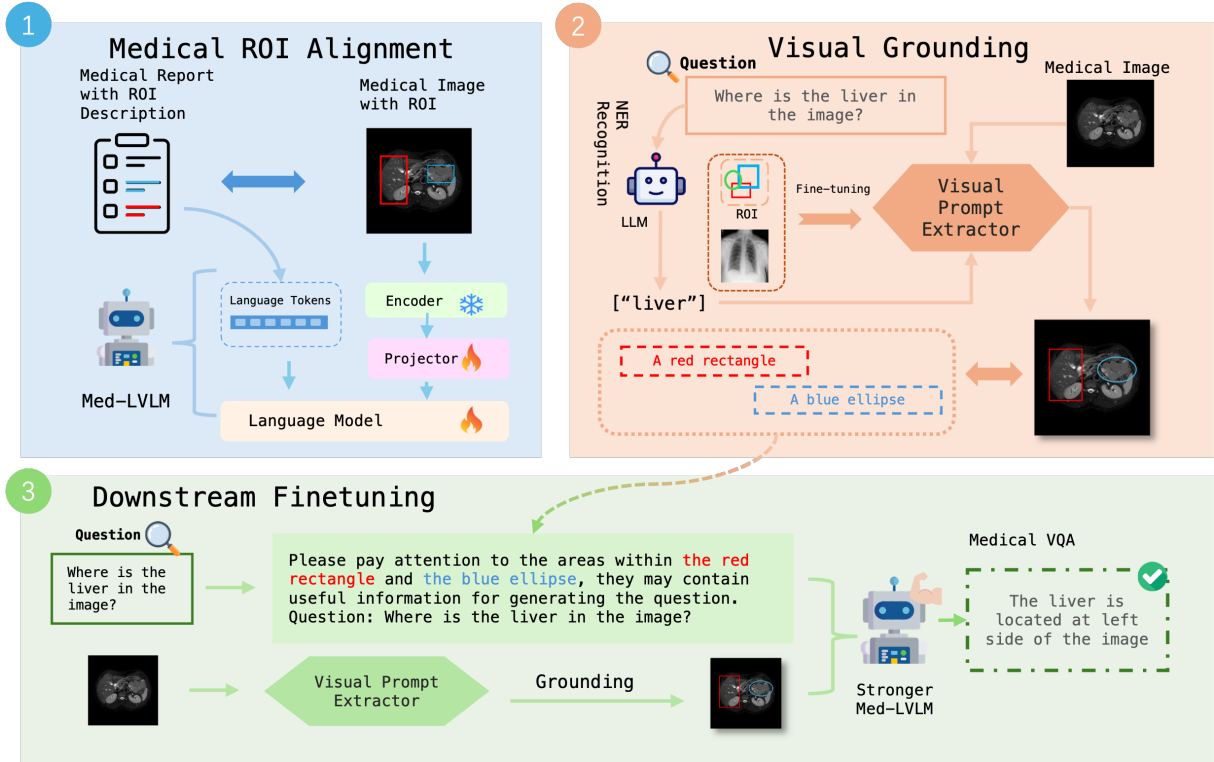 1
Medical ROI Alignment
Medical Report
with ROI
Description
Medical Image
with ROI
Language Tokens
Encoder
Projector
Med-LVLM
Language Model
2
Visual Grounding
Question
Where is the liver in
the image?
Medical Image
NER
Recognition
LLM
ROI
Fine-tuning
Visual
Prompt
Extractor
["liver"]
A red rectangle
A blue ellipse
3
Downstream Finetuning
Question
Where is the
liver in the
image?
Please pay attention to the areas within the red
rectangle and the blue ellipse, they may contain
useful information for generating the question.
Question: Where is the liver in the image?
Visual Prompt
Extractor
Grounding
Stronger
Med-LVLM
Medical VQA
The liver is
located at left
side of the image